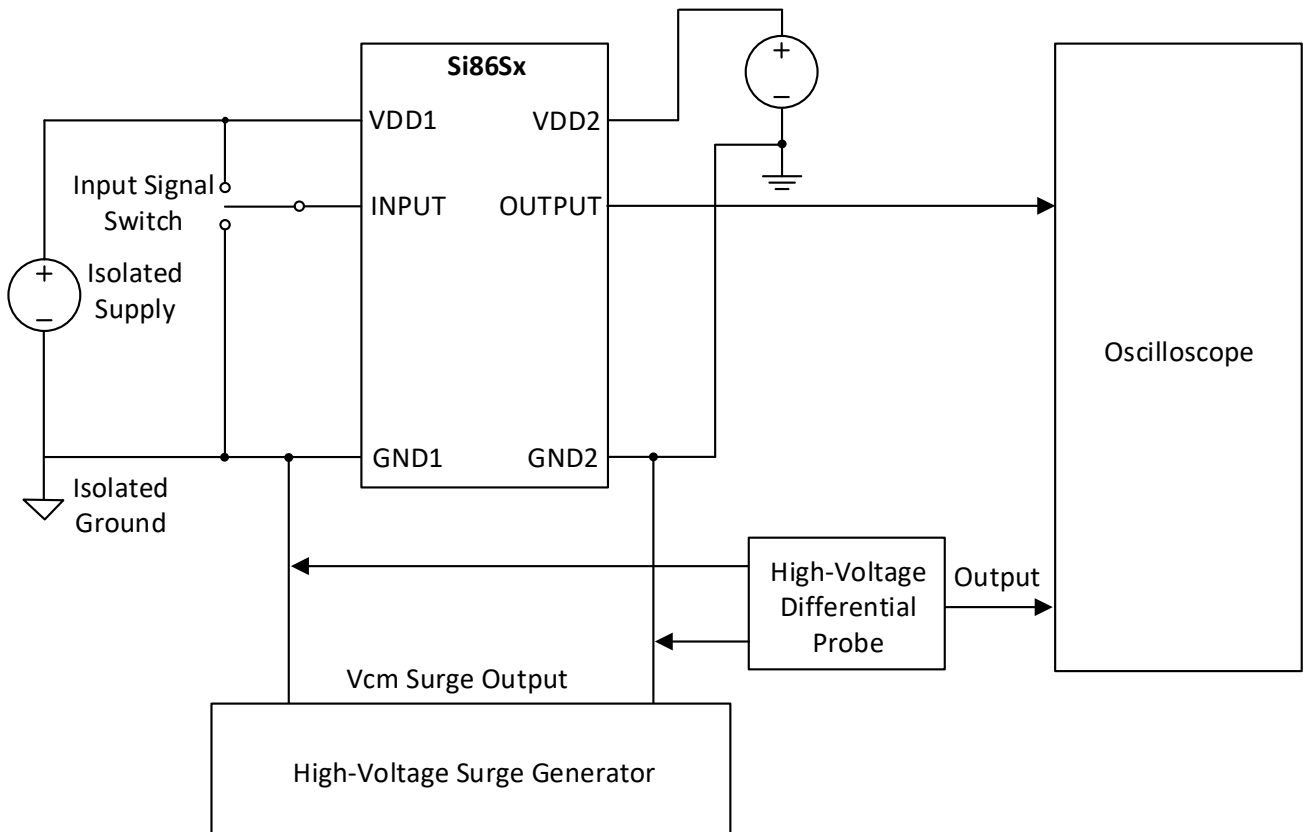 Si86Sx
+
−
VDD1
VDD2
Input Signal
Switch
INPUT
OUTPUT
+
−
Isolated
Supply
Oscilloscope
GND1
GND2
Isolated
Ground
High-Voltage
Differential
Probe
Output
Vcm Surge Output
High-Voltage Surge Generator